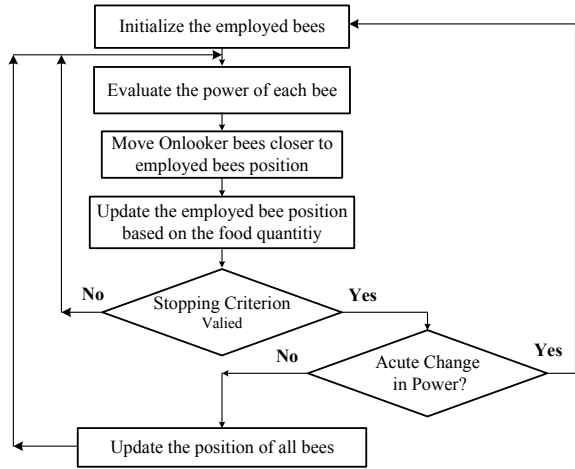 Initialize the employed bees
Evaluate the power of each bee
Move Onlooker bees closer to
employed bees position
Update the employed bee position
based on the food quantitiy
No
Stopping Criterion
Valied
Yes
No
Acute Change
in Power?
Yes
Update the position of all bees